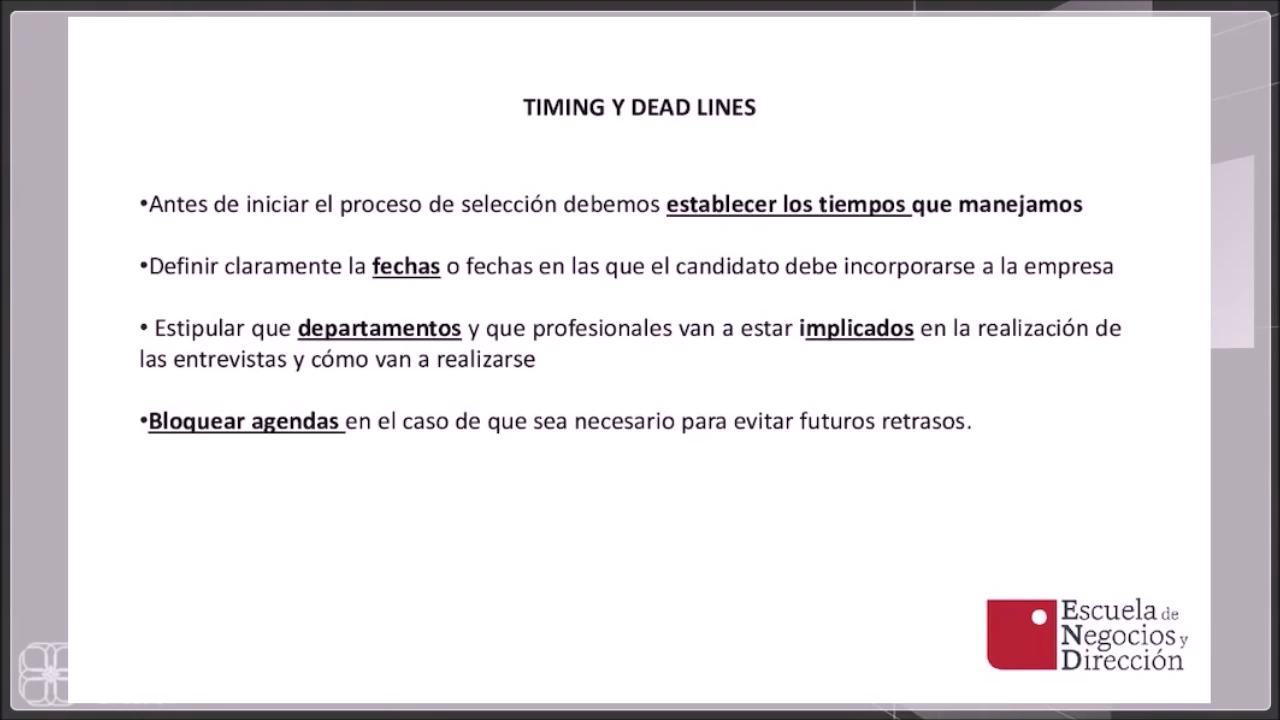 TIMING Y DEAD LINES
•Antes de iniciar el proceso de selección debemos establecer los tiempos que manejamos
•Definir claramente la fechas o fechas en las que el candidato debe incorporarse a la empresa
• Estipular que departamentos y que profesionales van a estar implicados en la realización de
las entrevistas y cómo van a realizarse
•Bloquear agendas en el caso de que sea necesario para evitar futuros retrasos.
Escuela de
Negocios y
Dirección